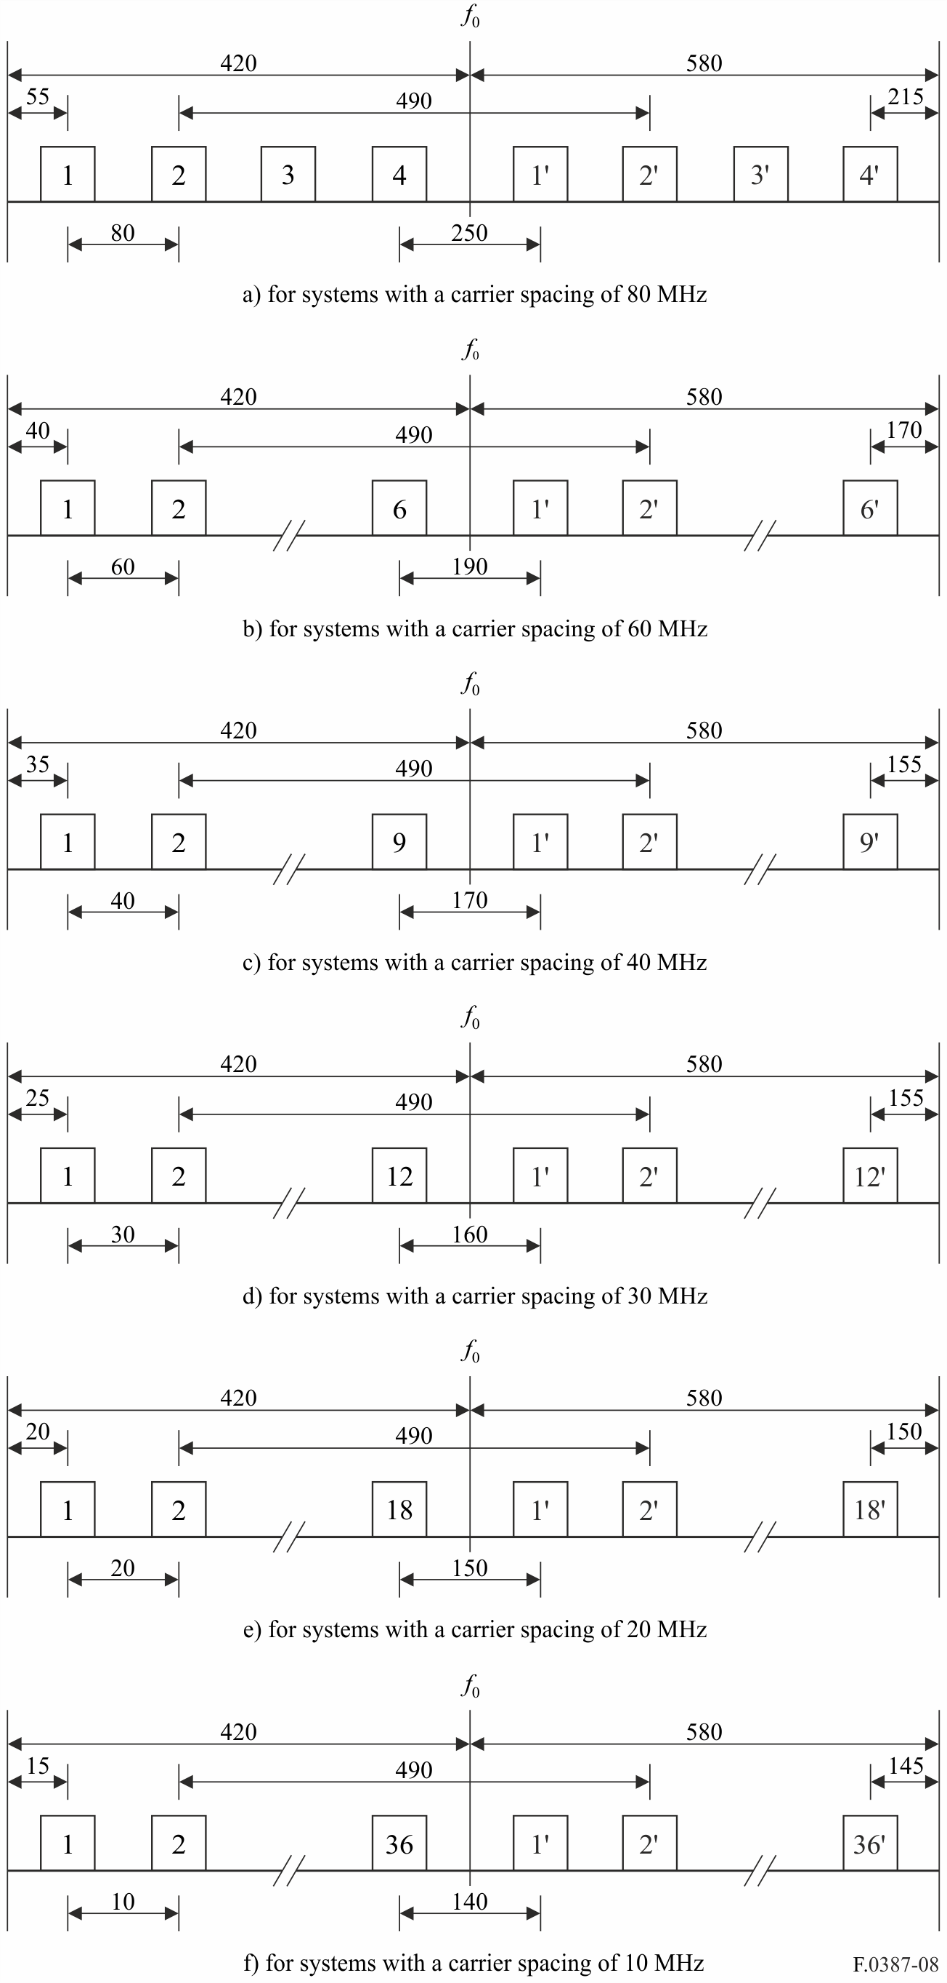 f0
420 580
55 490 215
1 2 3 4 1' 2' 3' 4'
80 250
a) for systems with a carrier spacing of 80 MHz
f0
420 580
40 490 170
1 2 6 1' 2' 6'
60 190
b) for systems with a carrier spacing of 60 MHz
f0
420 580
35 490 155
1 2 9 1' 2' 9'
40 170
c) for systems with a carrier spacing of 40 MHz
f0
420 580
25 490 155
1 2 12 1' 2' 12'
30 160
d) for systems with a carrier spacing of 30 MHz
f0
420 580
20 490 150
1 2 18 1' 2' 18'
20 150
e) for systems with a carrier spacing of 20 MHz
f0
420 580
15 490 145
1 2 36 1' 2' 36'
10 140
f) for systems with a carrier spacing of 10 MHz
F.0387-08